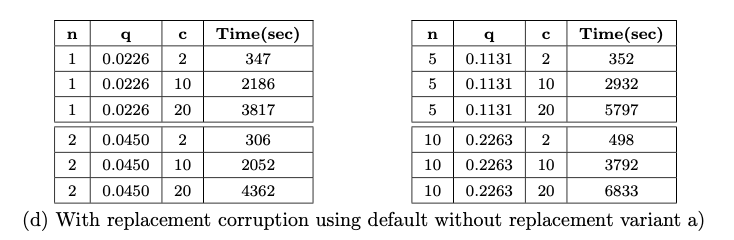 n q c Time(sec)
1 0.0226 2 347
1 0.0226 10 2186
1 0.0226 20 3817
2 0.0450 2 306
2 0.0450 10 2052
2 0.0450 20 4362
n q c Time(sec)
5 0.1131 2 352
5 0.1131 10 2932
5 0.1131 20 5797
10 0.2263 2 498
10 0.2263 10 3792
10 0.2263 20 6833
(d) With replacement corruption using default without replacement variant a)